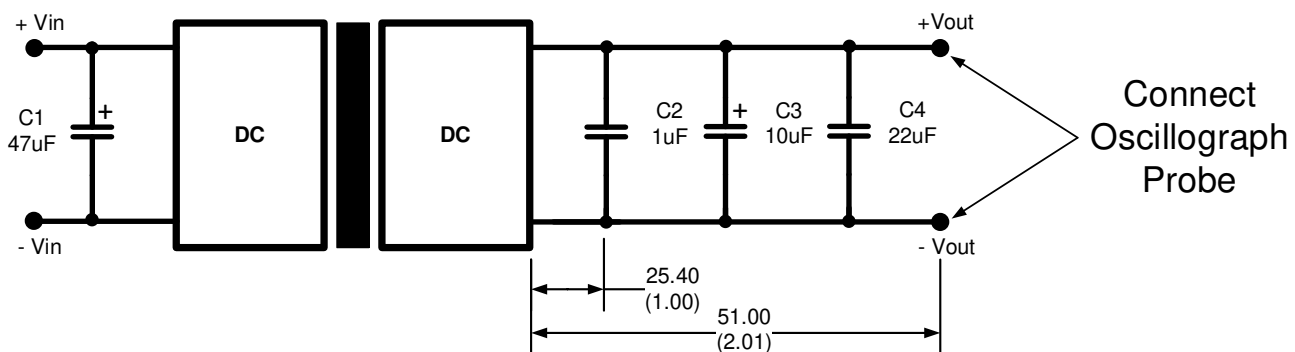 + Vin
+Vout
C1
47uF
+
DC
DC
C2
1uF
+
C3
10uF
C4
22uF
Connect
Oscillograph
Probe
- Vin
- Vout
25.40
(1.00)
51.00
(2.01)